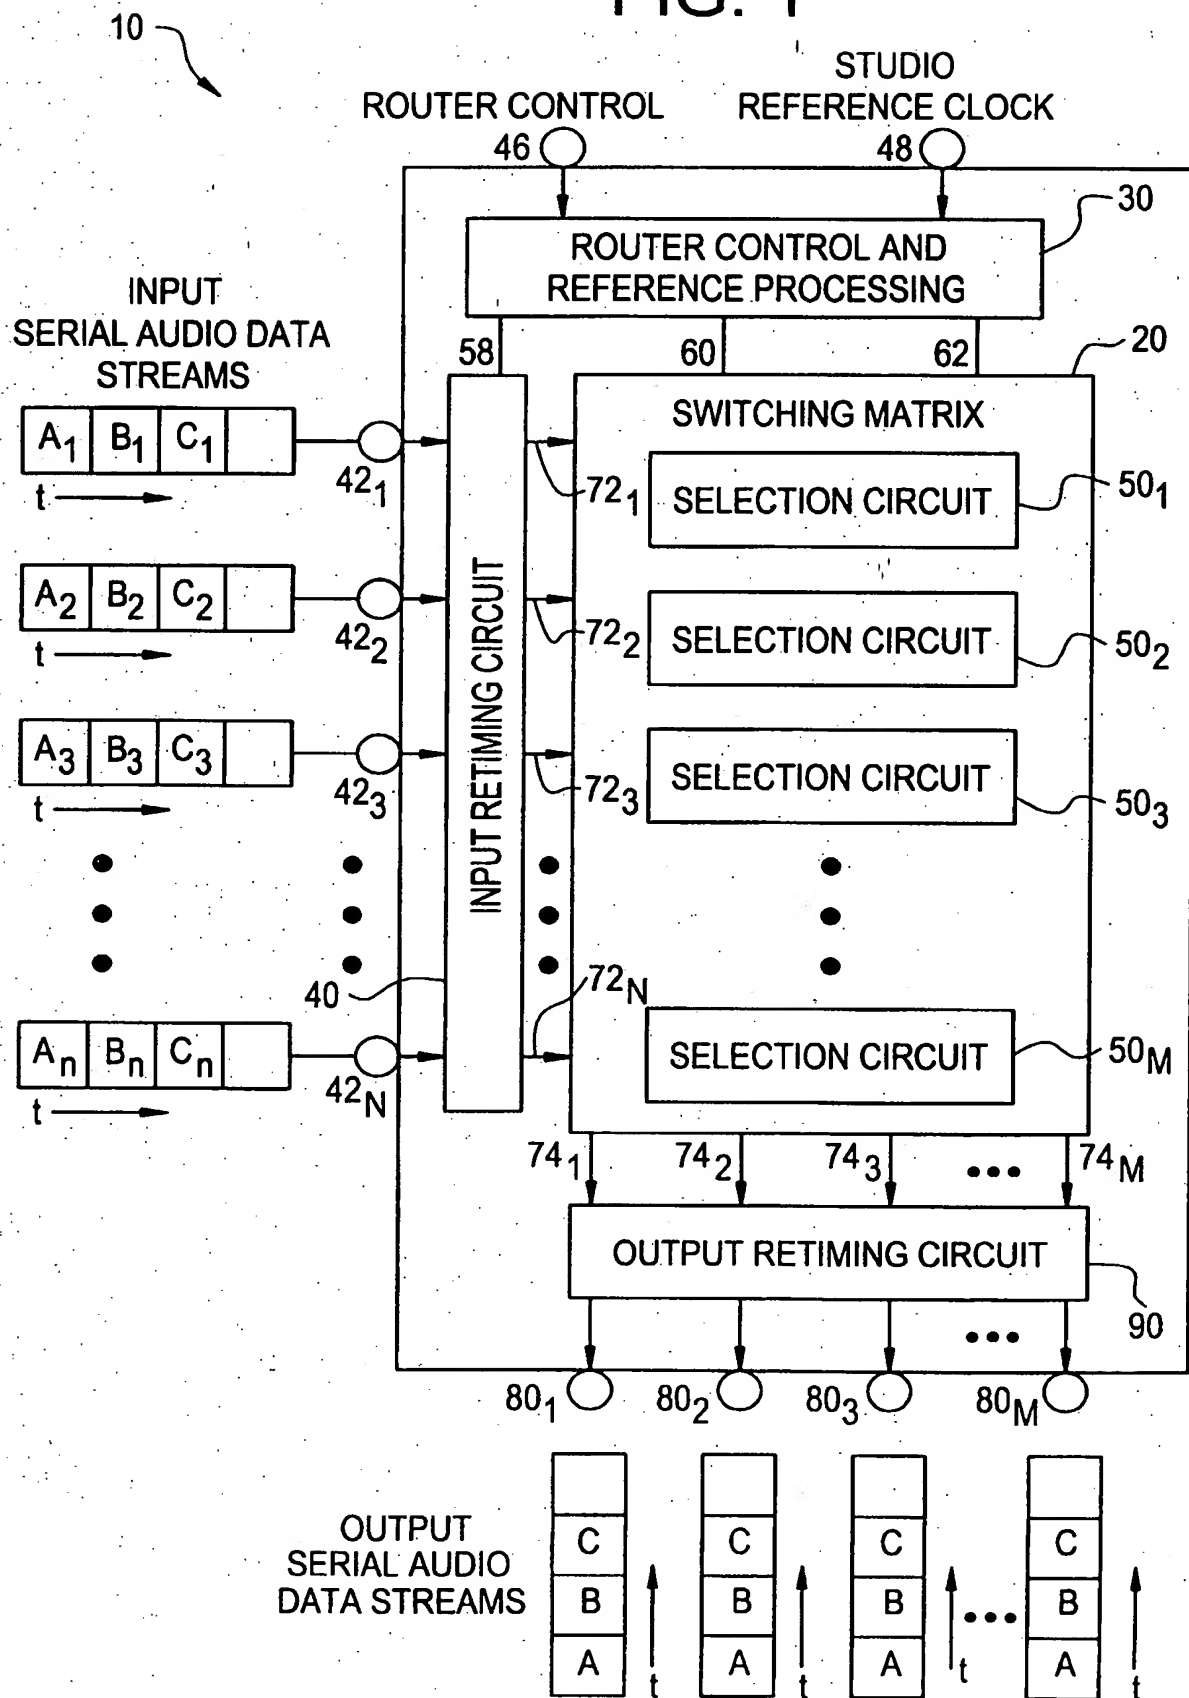 FIG. 1
10
ROUTER CONTROL
46
STUDIO
REFERENCE CLOCK
48
30
ROUTER CONTROL AND
REFERENCE PROCESSING
INPUT
SERIAL AUDIO DATA
STREAMS
58
60
62
20
SWITCHING MATRIX
A1 B1 C1
t
421
721
SELECTION CIRCUIT
501
A2 B2 C2
t
422
722
SELECTION CIRCUIT
502
A3 B3 C3
t
423
723
SELECTION CIRCUIT
503
INPUT RETIMING CIRCUIT
40
72N
An Bn Cn
t
42N
SELECTION CIRCUIT
50M
741
742
743
74M
OUTPUT RETIMING CIRCUIT
90
801
802
803
80M
OUTPUT
SERIAL AUDIO
DATA STREAMS
C C C C
B B B B
A A A A
t t t t